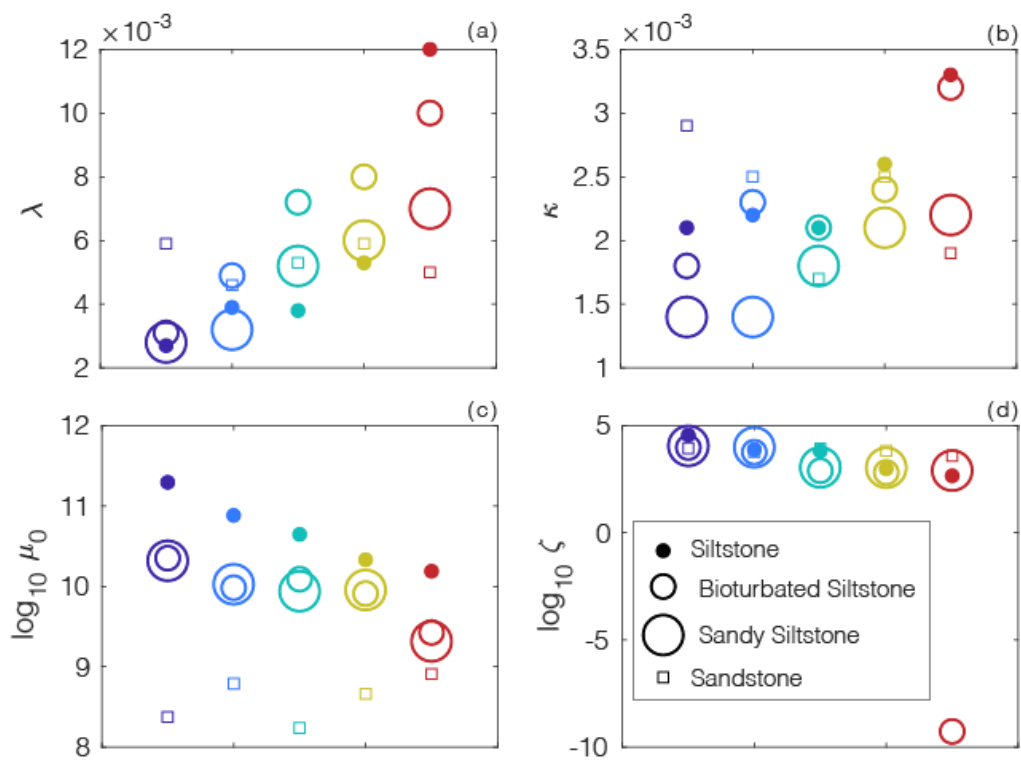 ×10⁻³
(a)
12
10
8
6
4
2
λ
×10⁻³
(b)
3.5
3
2.5
2
1.5
1
κ
(c)
12
11
10
9
8
log₁₀ μ₀
(d)
5
0
-5
-10
log₁₀ ζ
Siltstone
Bioturbated Siltstone
Sandy Siltstone
Sandstone